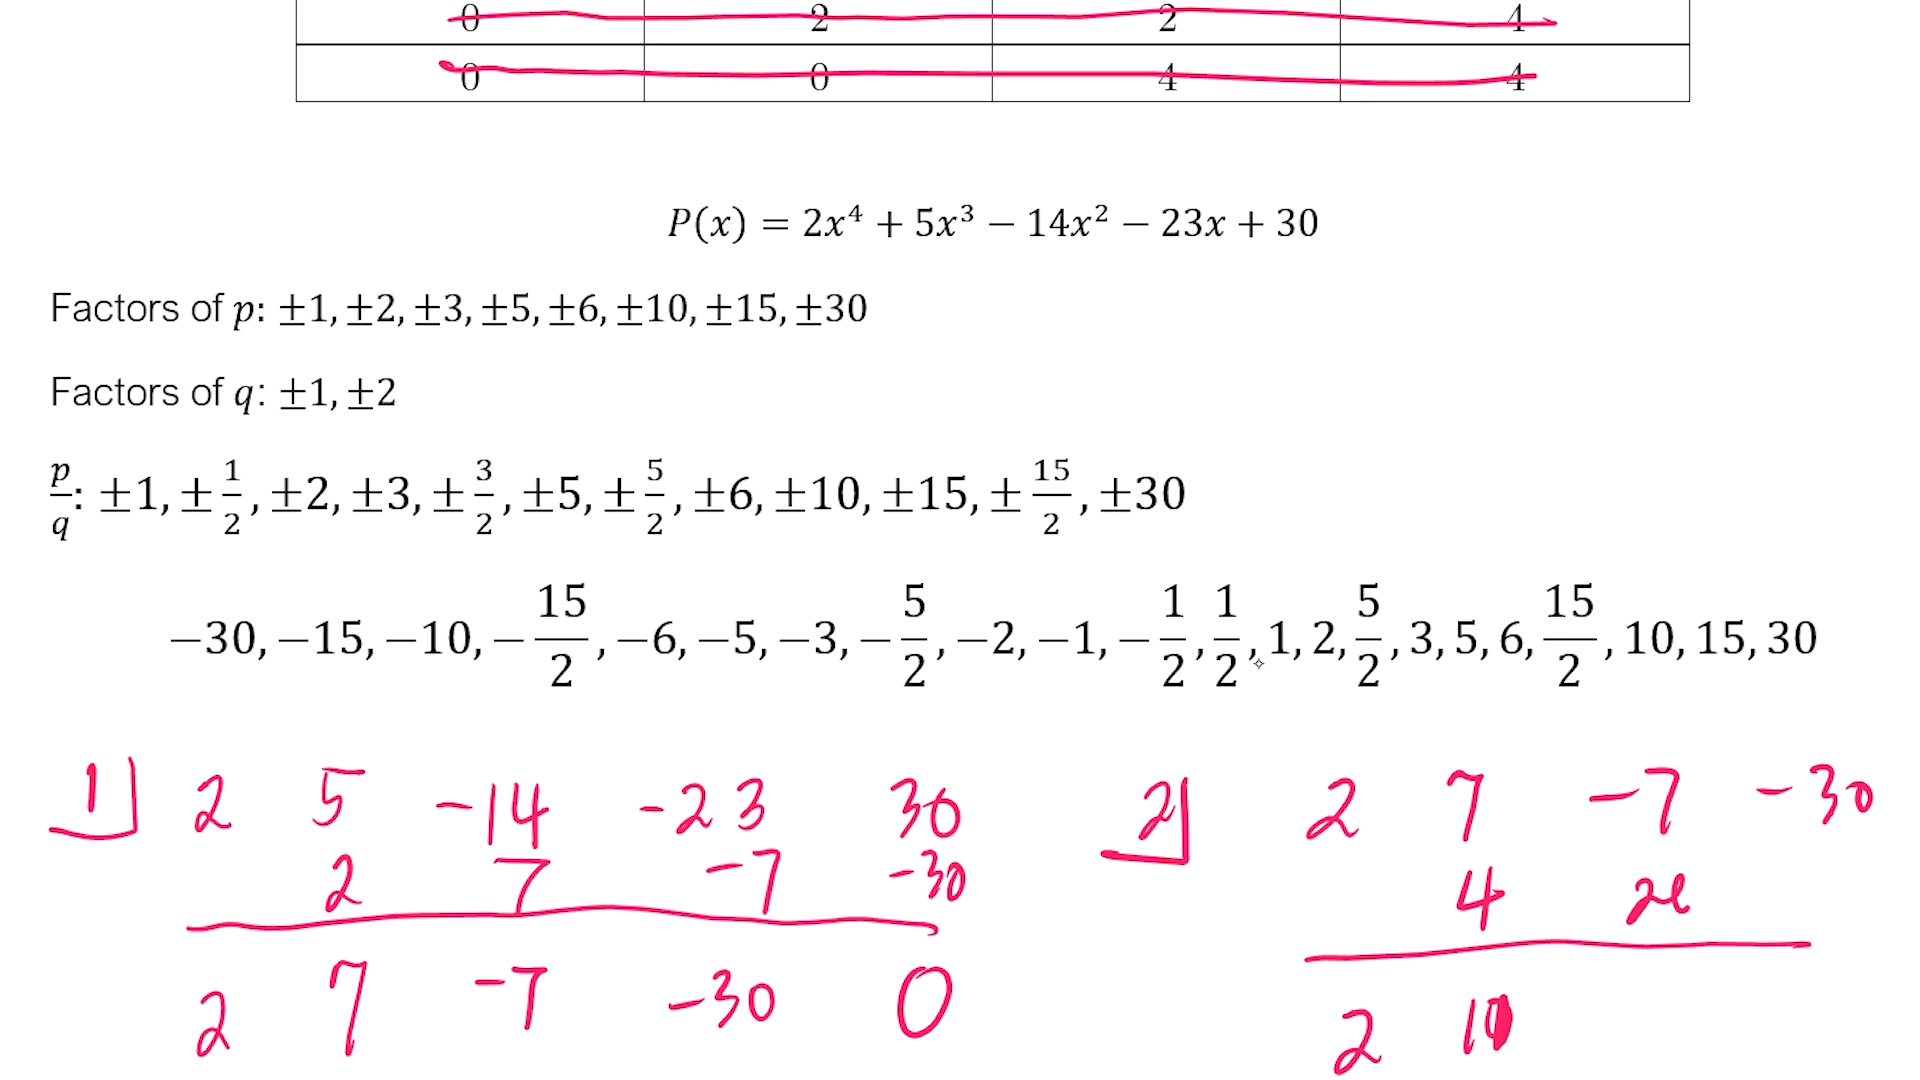 0 2 2 4
0 0 4 4
P(x) = 2x⁴ + 5x³ − 14x² − 23x + 30
Factors of p: ±1, ±2, ±3, ±5, ±6, ±10, ±15, ±30
Factors of q: ±1, ±2
p/q: ±1, ±1/2, ±2, ±3, ±3/2, ±5, ±5/2, ±6, ±10, ±15, ±15/2, ±30
−30, −15, −10, −15/2, −6, −5, −3, −5/2, −2, −1, −1/2, 1/2, 1, 2, 5/2, 3, 5, 6, 15/2, 10, 15, 30
1 2 5 -14 -23 30 2 2 7 -7 -30
2 7 -7 -30 4
2 7 -7 -30 0 2